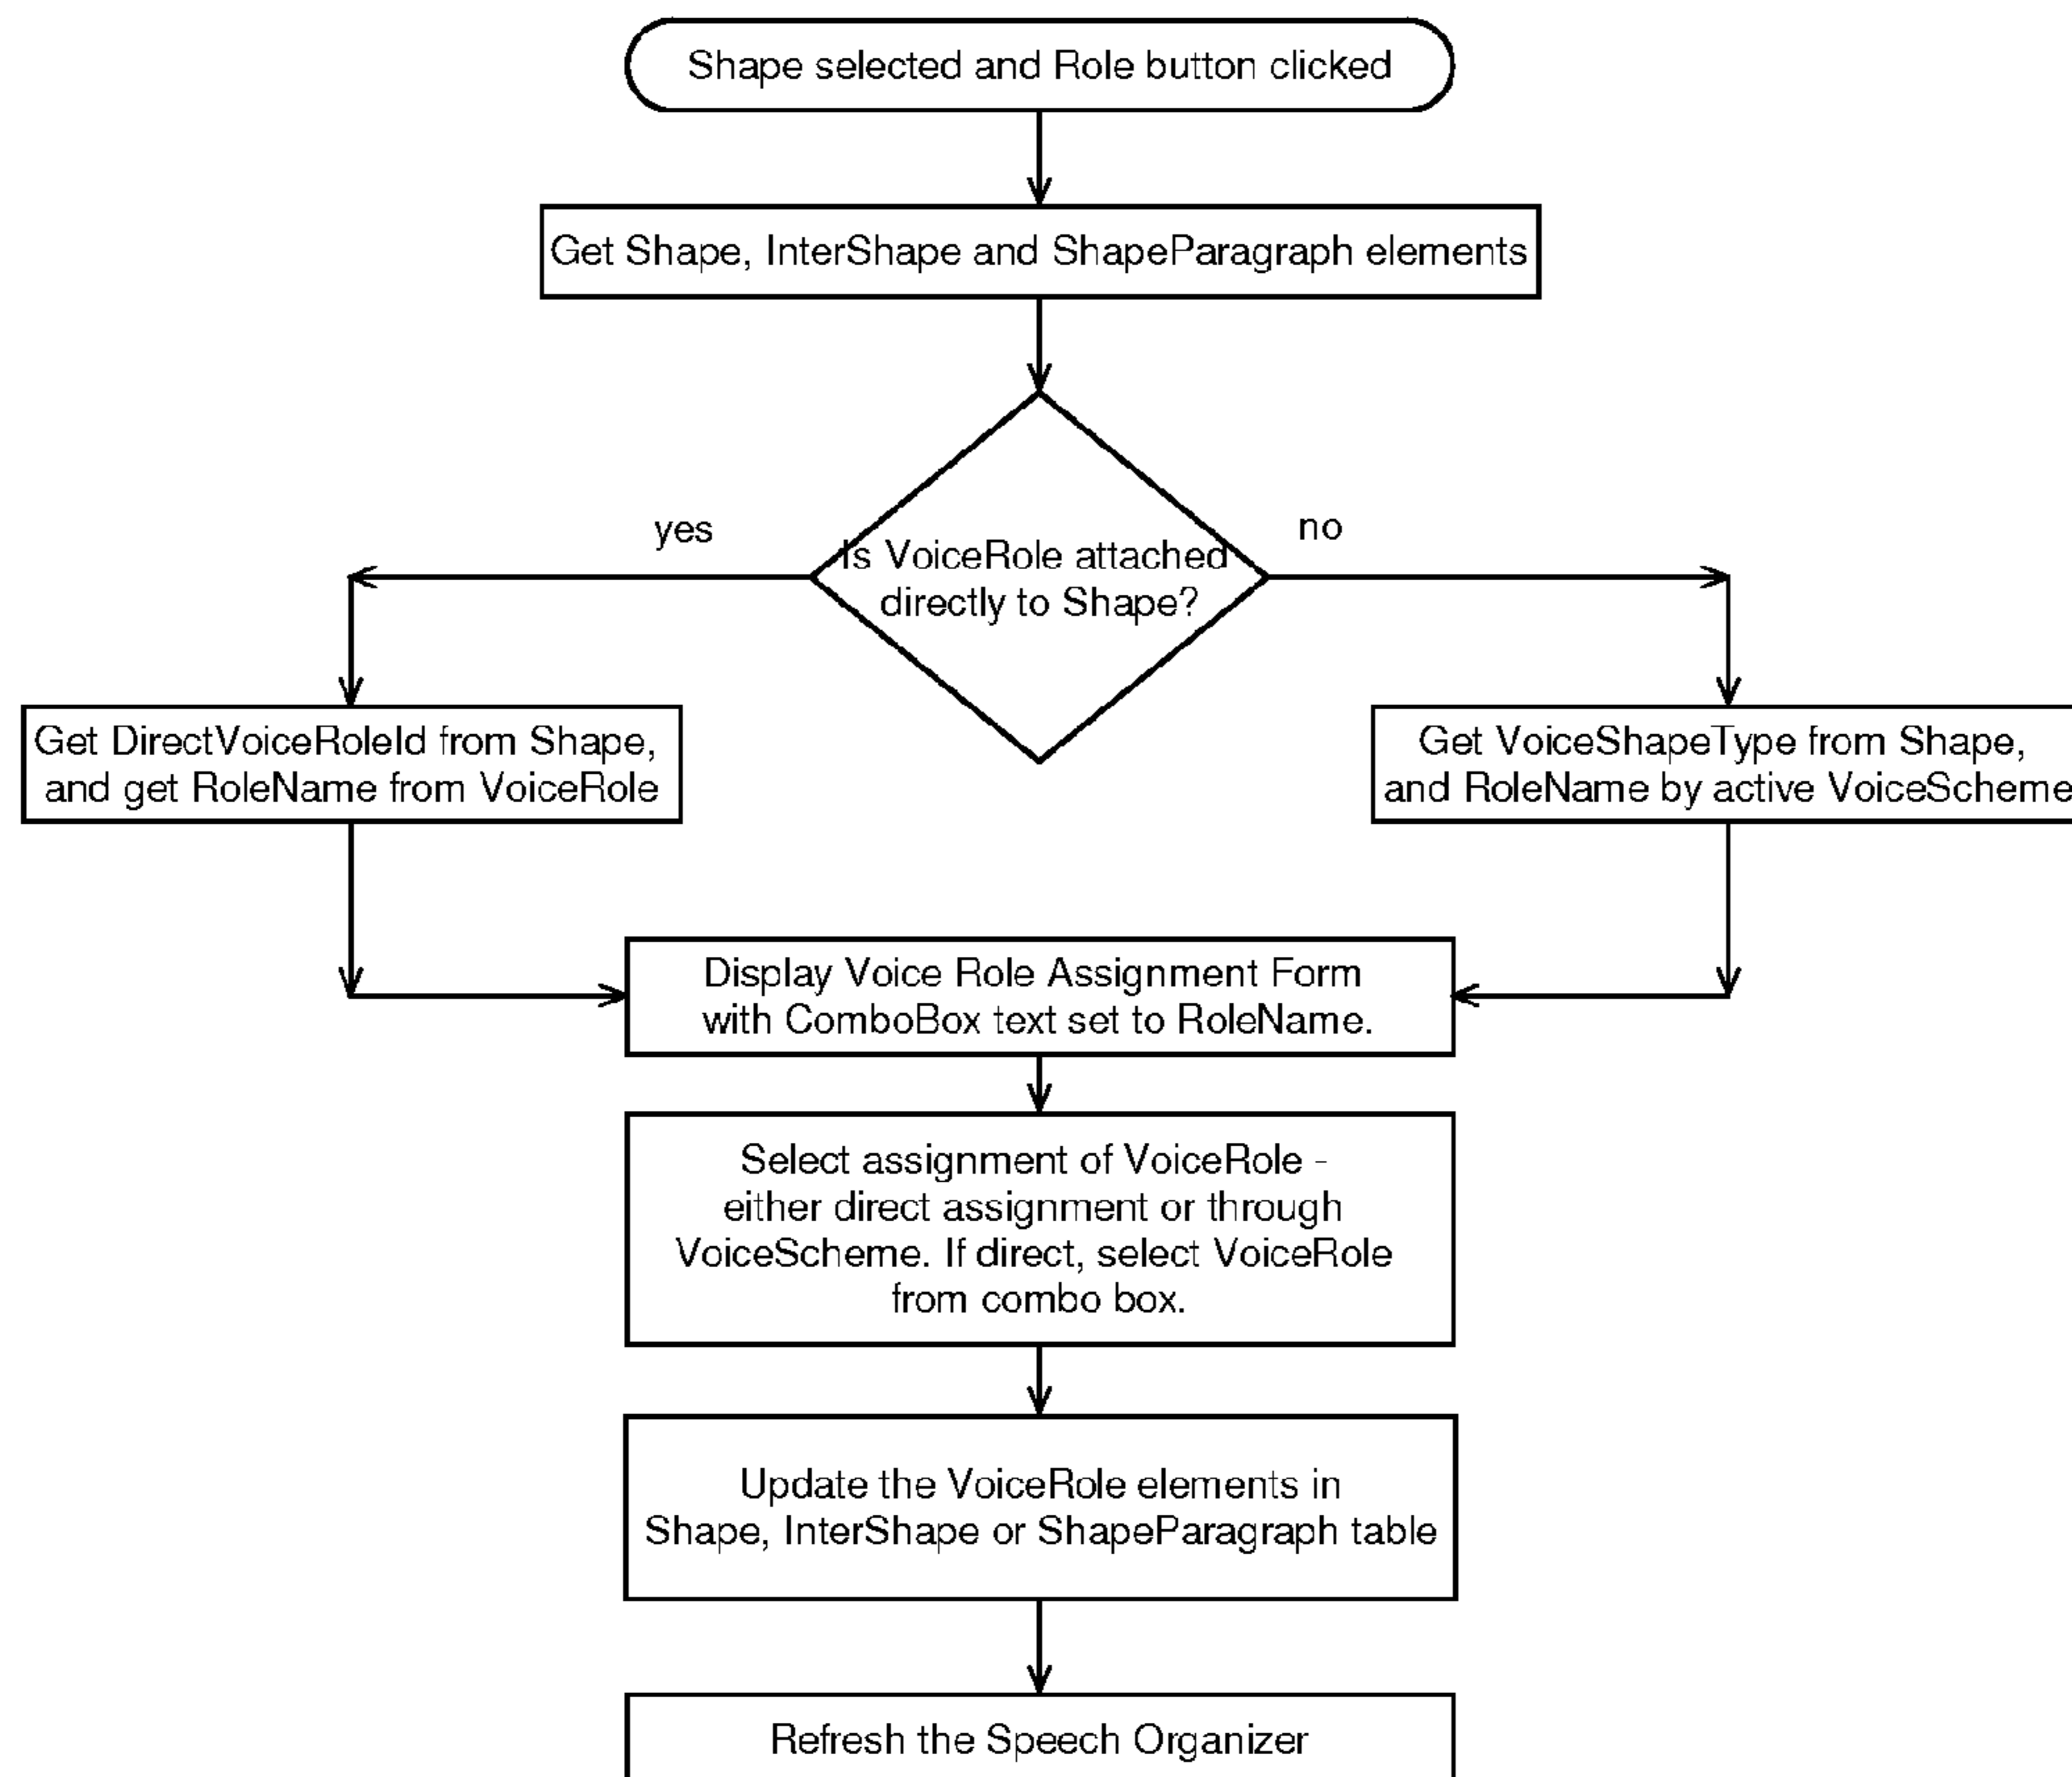 Shape selected and Role button clicked
Get Shape, InterShape and ShapeParagraph elements
yes
no
Is VoiceRole attached
directly to Shape?
Get DirectVoiceRoleId from Shape,
and get RoleName from VoiceRole
Get VoiceShapeType from Shape,
and RoleName by active VoiceScheme
Display Voice Role Assignment Form
with ComboBox text set to RoleName.
Select assignment of VoiceRole -
either direct assignment or through
VoiceScheme. If direct, select VoiceRole
from combo box.
Update the VoiceRole elements in
Shape, InterShape or ShapeParagraph table
Refresh the Speech Organizer